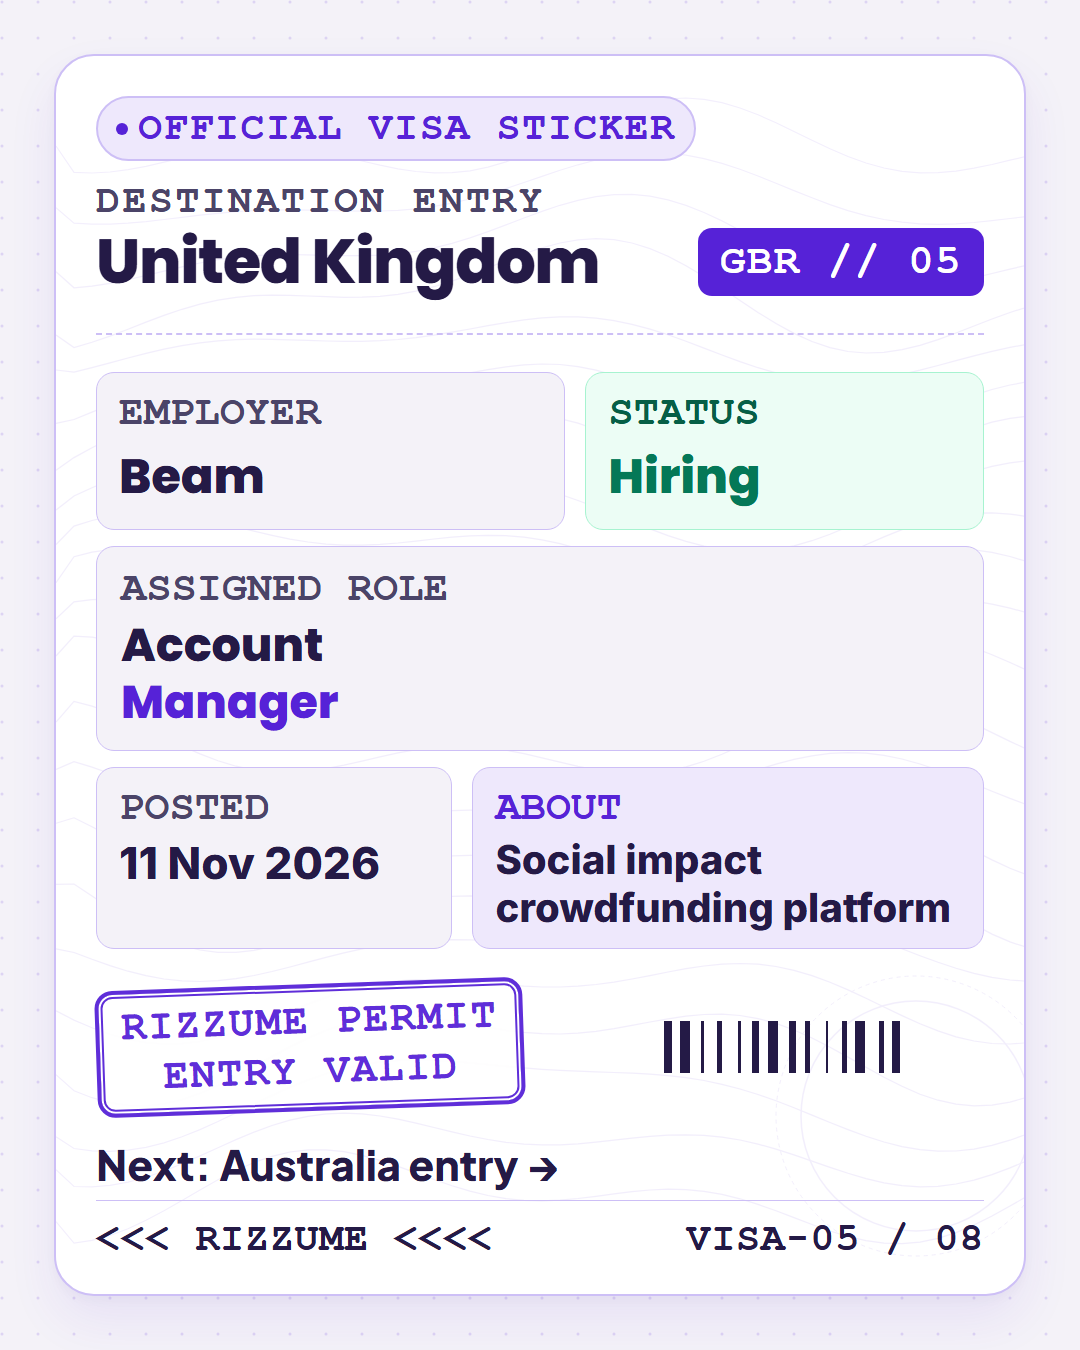 • OFFICIAL VISA STICKER
DESTINATION ENTRY
United Kingdom
GBR // 05
EMPLOYER
Beam
STATUS
Hiring
ASSIGNED ROLE
Account
Manager
POSTED
11 Nov 2026
ABOUT
Social impact
crowdfunding platform
RIZZUME PERMIT
ENTRY VALID
Next: Australia entry →
<<< RIZZUME <<<<
VISA-05 / 08